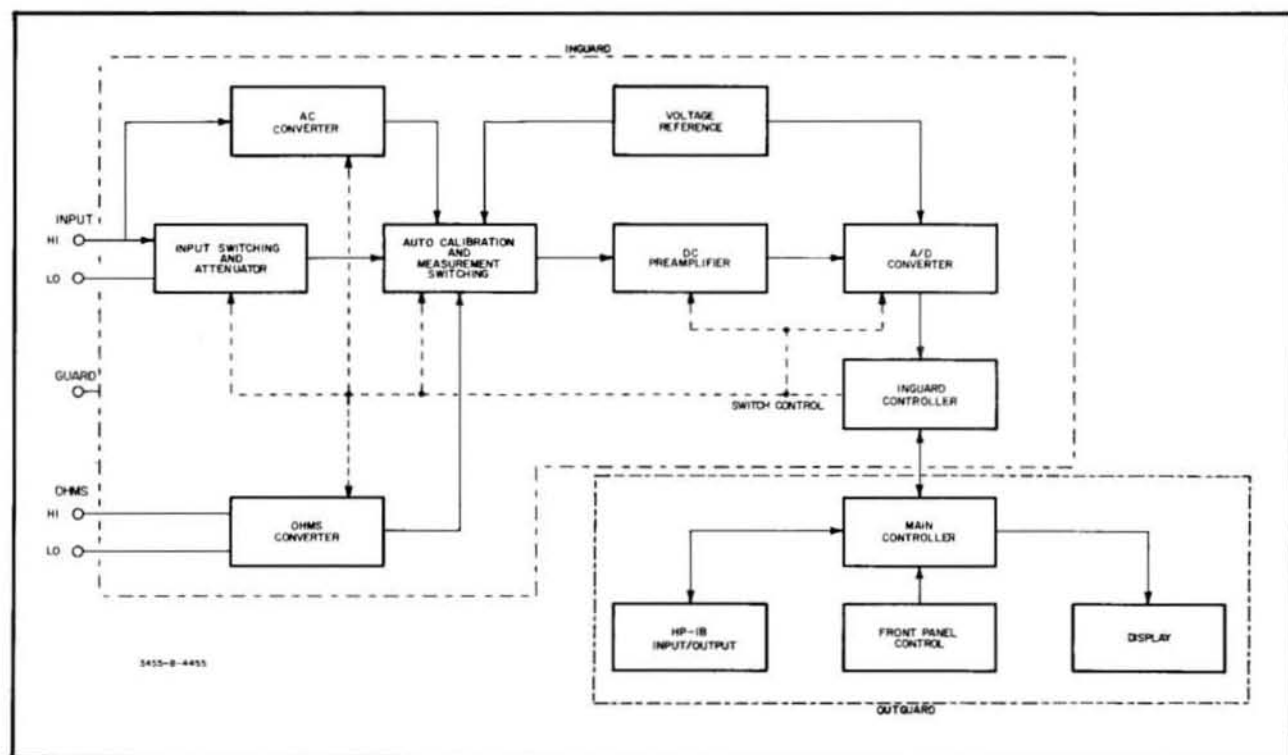 INGUARD
AC
CONVERTER
VOLTAGE
REFERENCE
INPUT
HI
LO
INPUT SWITCHING
AND
ATTENUATOR
AUTO CALIBRATION
AND
MEASUREMENT
SWITCHING
DC
PREAMPLIFIER
A/D
CONVERTER
GUARD
SWITCH CONTROL
INGUARD
CONTROLLER
OHMS
HI
LO
OHMS
CONVERTER
MAIN
CONTROLLER
HP-IB
INPUT/OUTPUT
FRONT PANEL
CONTROL
DISPLAY
3455-B-4455
OUTGUARD